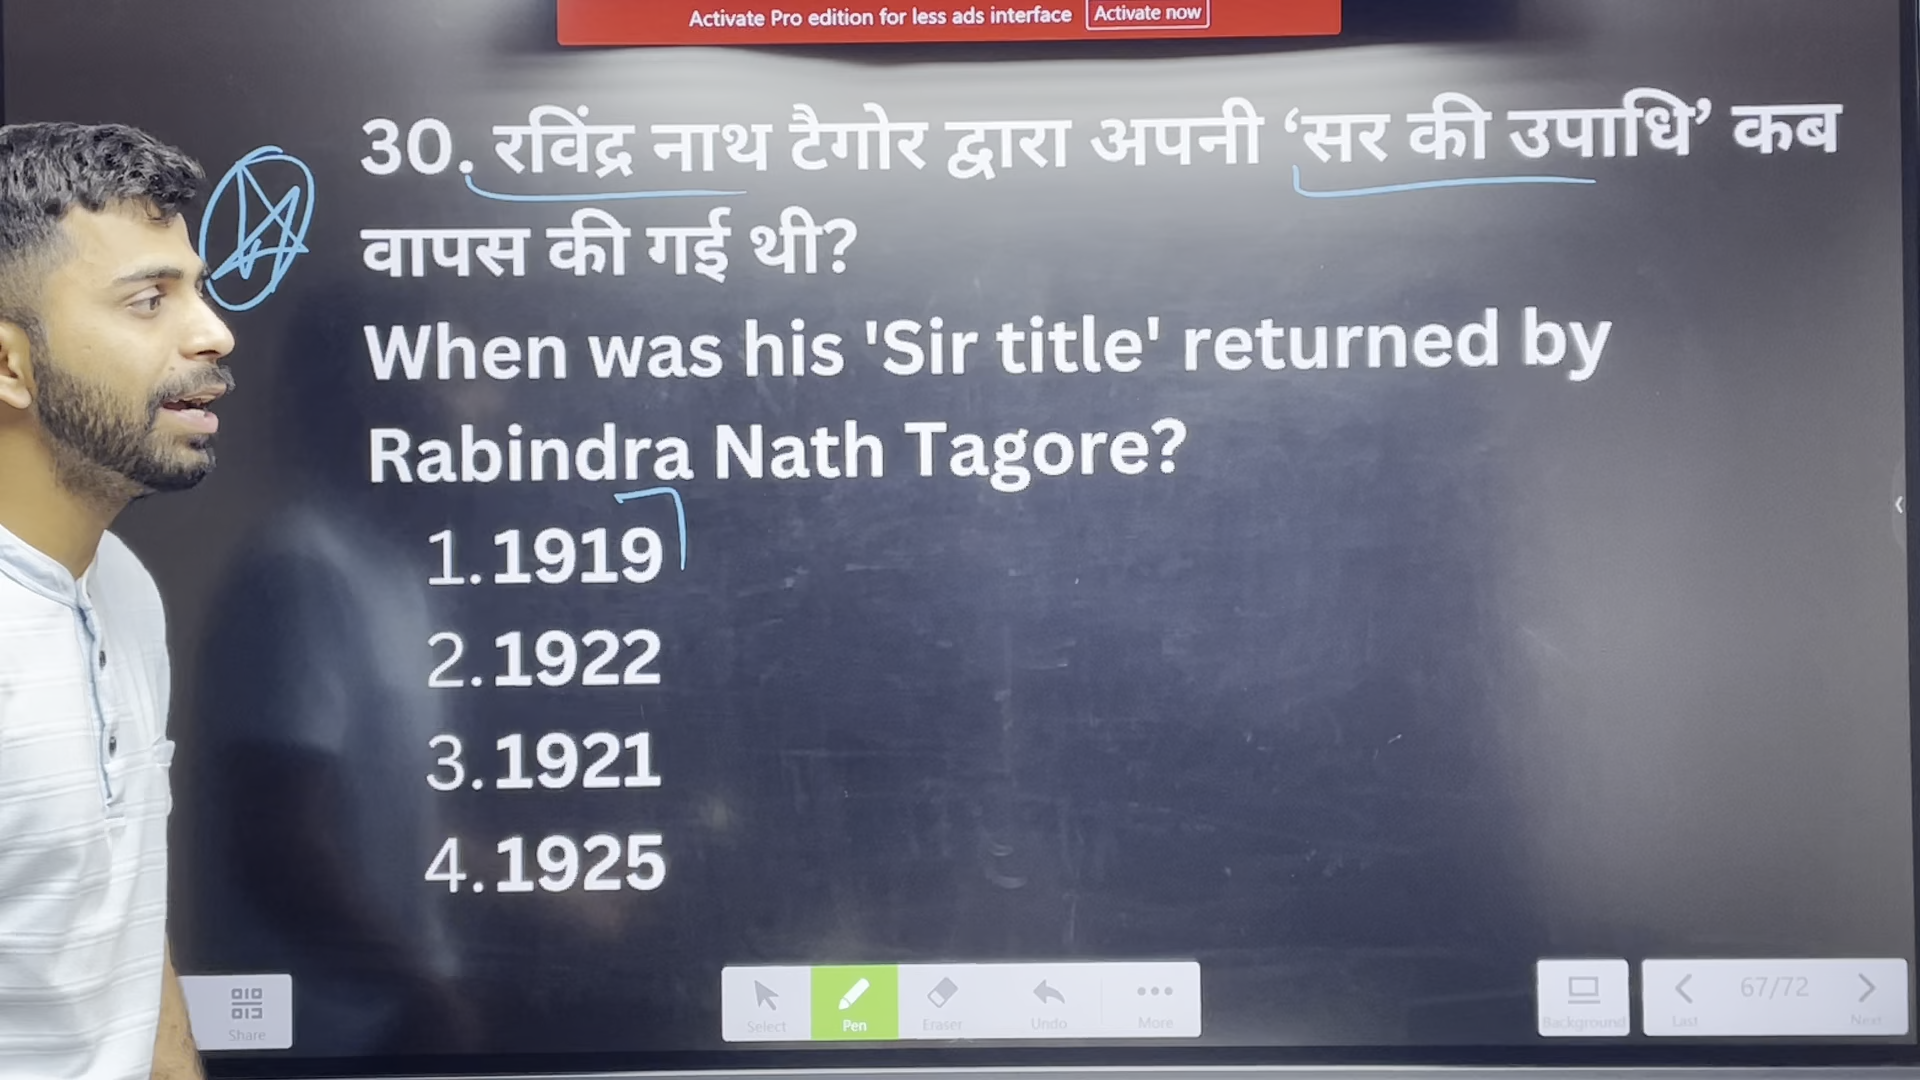 Activate Pro edition for less ads interface Activate now
30. रविंद्र नाथ टैगोर द्वारा अपनी ‘सर की उपाधि’ कब
वापस की गई थी?
When was his 'Sir title' returned by
Rabindra Nath Tagore?
1. 1919
2. 1922
3. 1921
4. 1925
Share
Select Pen Eraser Undo More
Background
Last 67/72 Next